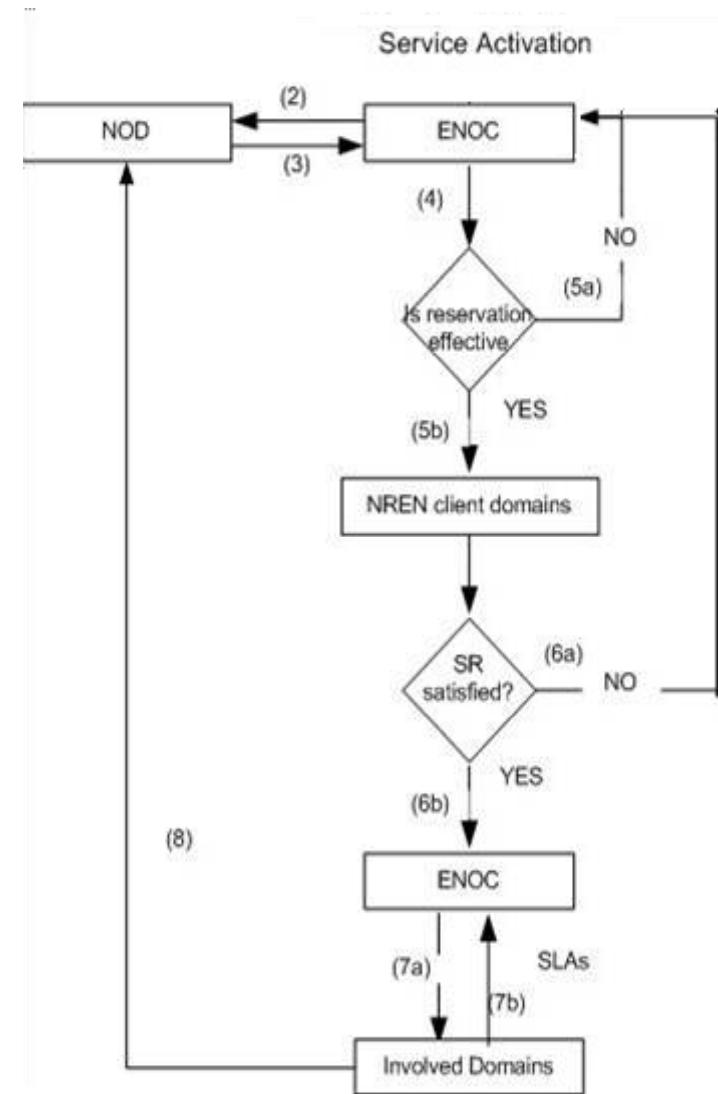 ...
Service Activation
(2)
NOD
ENOC
(3)
(4)
NO
(5a)
Is reservation
effective
YES
(5b)
NREN client domains
(6a)
SR
satisfied?
NO
YES
(6b)
(8)
ENOC
SLAs
(7a)
(7b)
Involved Domains